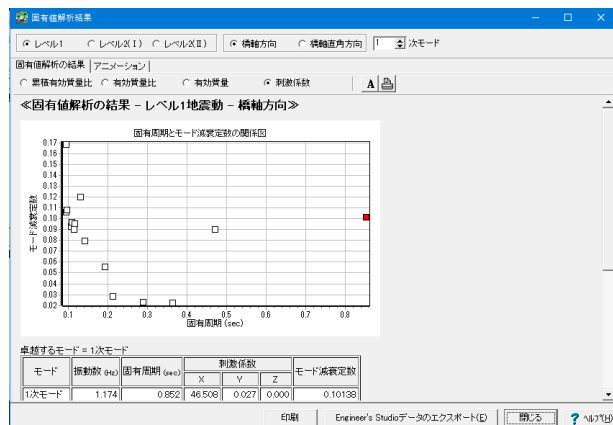 固有値解析結果
レベル1 レベル2(Ⅰ) レベル2(Ⅱ) 橋軸方向 橋軸直角方向 1 次モード
固有値解析の結果 アニメーション
累積有効質量比 有効質量比 有効質量 刺激係数 A
≪固有値解析の結果 - レベル1地震動 - 橋軸方向≫
固有周期とモード減衰定数の関係図
モード減衰定数
0.17
0.16
0.15
0.14
0.13
0.12
0.11
0.10
0.09
0.08
0.07
0.06
0.05
0.04
0.03
0.02
0.1 0.2 0.3 0.4 0.5 0.6 0.7 0.8
固有周期 (sec)
卓越するモード = 1次モード
モード 振動数 (Hz) 固有周期 (sec) 刺激係数 モード減衰定数
X Y Z
1次モード 1.174 0.852 46.508 0.027 0.000 0.10138
印刷 Engineer's Studioデータのエクスポート(E) 閉じる ? ヘルプ(H)